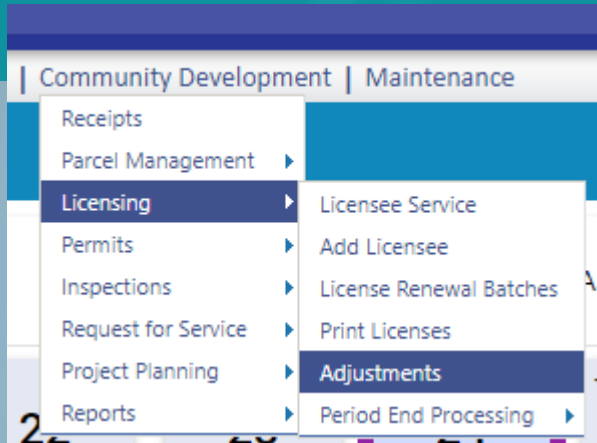 | Community Development | Maintenance
Receipts
Parcel Management
Licensing
Permits
Inspections
Request for Service
Project Planning
Reports
Licensee Service
Add Licensee
License Renewal Batches
Print Licenses
Adjustments
Period End Processing